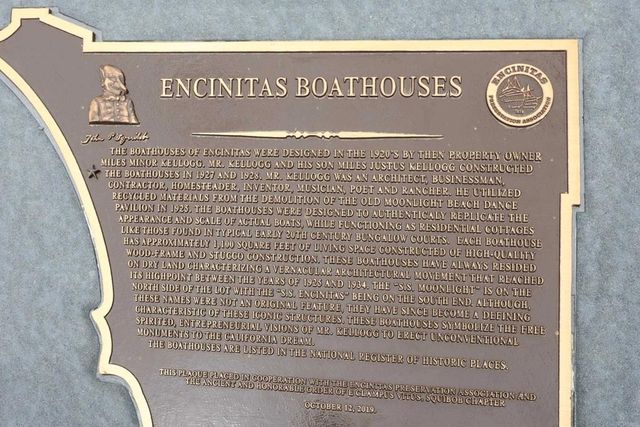 ENCINITAS BOATHOUSES
ENCINITAS
PRESERVATION ASSOCIATION
THE BOATHOUSES OF ENCINITAS WERE DESIGNED IN THE 1920'S BY THEN PROPERTY OWNER
MILES MINOR KELLOGG. MR. KELLOGG AND HIS SON MILES JUSTUS KELLOGG CONSTRUCTED
THE BOATHOUSES IN 1927 AND 1928. MR. KELLOGG WAS AN ARCHITECT, BUSINESSMAN,
CONTRACTOR, HOMESTEADER, INVENTOR, MUSICIAN, POET AND RANCHER. HE UTILIZED
RECYCLED MATERIALS FROM THE DEMOLITION OF THE OLD MOONLIGHT BEACH DANCE
PAVILION IN 1925. THE BOATHOUSES WERE DESIGNED TO AUTHENTICALY REPLICATE THE
APPEARANCE AND SCALE OF ACTUAL BOATS, WHILE FUNCTIONING AS RESIDENTIAL COTTAGES
LIKE THOSE FOUND IN TYPICAL EARLY 20TH CENTURY BUNGALOW COURTS. EACH BOATHOUSE
HAS APPROXIMATELY 1,100 SQUARE FEET OF LIVING SPACE CONSTRUCTED OF HIGH-QUALITY
WOOD-FRAME AND STUCCO CONSTRUCTION. THESE BOATHOUSES HAVE ALWAYS RESIDED
ON DRY LAND CHARACTERIZING A VERNACULAR ARCHITECTURAL MOVEMENT THAT REACHED
ITS HIGHPOINT BETWEEN THE YEARS OF 1926 AND 1934. THE "S.S. MOONLIGHT" IS ON THE
NORTH SIDE OF THE LOT WITH THE "S.S. ENCINITAS" BEING ON THE SOUTH END. ALTHOUGH,
THESE NAMES WERE NOT AN ORIGINAL FEATURE, THEY HAVE SINCE BECOME A DEFINING
CHARACTERISTIC OF THESE ICONIC STRUCTURES. THESE BOATHOUSES SYMBOLIZE THE FREE
SPIRITED, ENTREPRENEURIAL VISIONS OF MR. KELLOGG TO ERECT UNCONVENTIONAL
MONUMENTS TO THE CALIFORNIA DREAM.
THE BOATHOUSES ARE LISTED IN THE NATIONAL REGISTER OF HISTORIC PLACES.
THIS PLAQUE PLACED IN COOPERATION WITH THE ENCINITAS PRESERVATION ASSOCIATION AND
THE ANCIENT AND HONORABLE ORDER OF E CLAMPUS VITUS, SQUIBOB CHAPTER
OCTOBER 12, 2019.